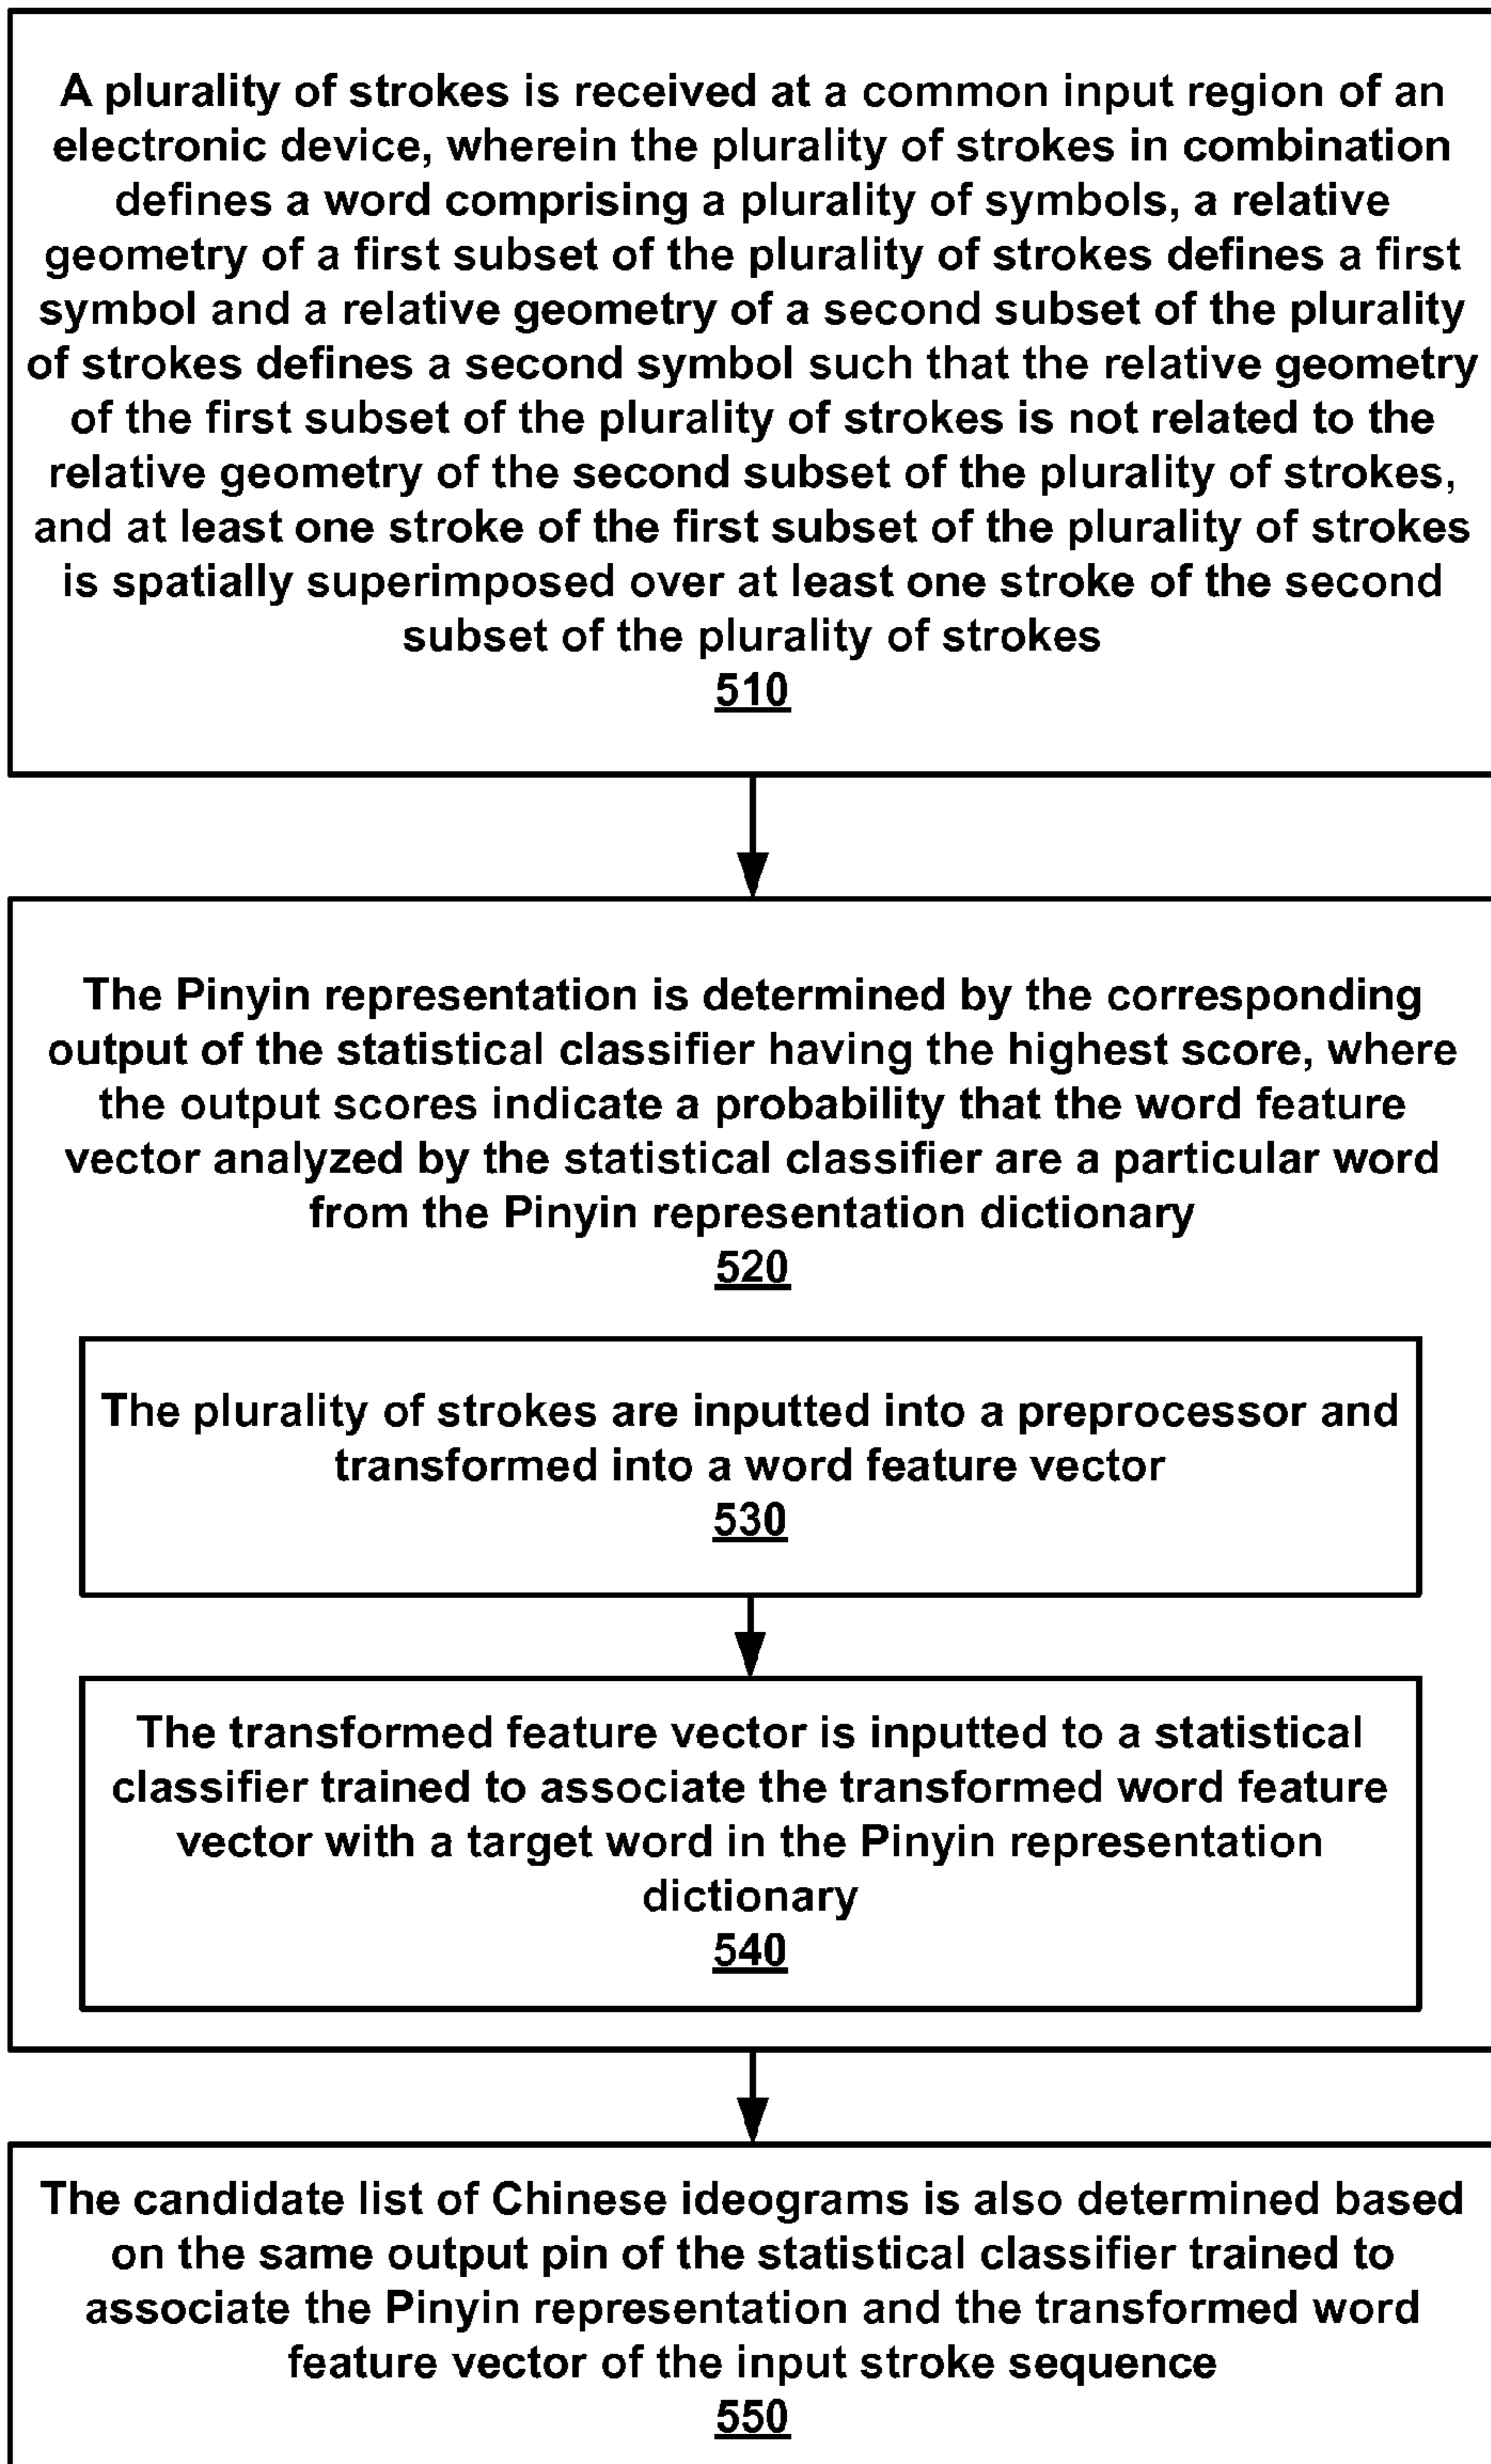 A plurality of strokes is received at a common input region of an
electronic device, wherein the plurality of strokes in combination
defines a word comprising a plurality of symbols, a relative
geometry of a first subset of the plurality of strokes defines a first
symbol and a relative geometry of a second subset of the plurality
of strokes defines a second symbol such that the relative geometry
of the first subset of the plurality of strokes is not related to the
relative geometry of the second subset of the plurality of strokes,
and at least one stroke of the first subset of the plurality of strokes
is spatially superimposed over at least one stroke of the second
subset of the plurality of strokes
510
The Pinyin representation is determined by the corresponding
output of the statistical classifier having the highest score, where
the output scores indicate a probability that the word feature
vector analyzed by the statistical classifier are a particular word
from the Pinyin representation dictionary
520
The plurality of strokes are inputted into a preprocessor and
transformed into a word feature vector
530
The transformed feature vector is inputted to a statistical
classifier trained to associate the transformed word feature
vector with a target word in the Pinyin representation
dictionary
540
The candidate list of Chinese ideograms is also determined based
on the same output pin of the statistical classifier trained to
associate the Pinyin representation and the transformed word
feature vector of the input stroke sequence
550